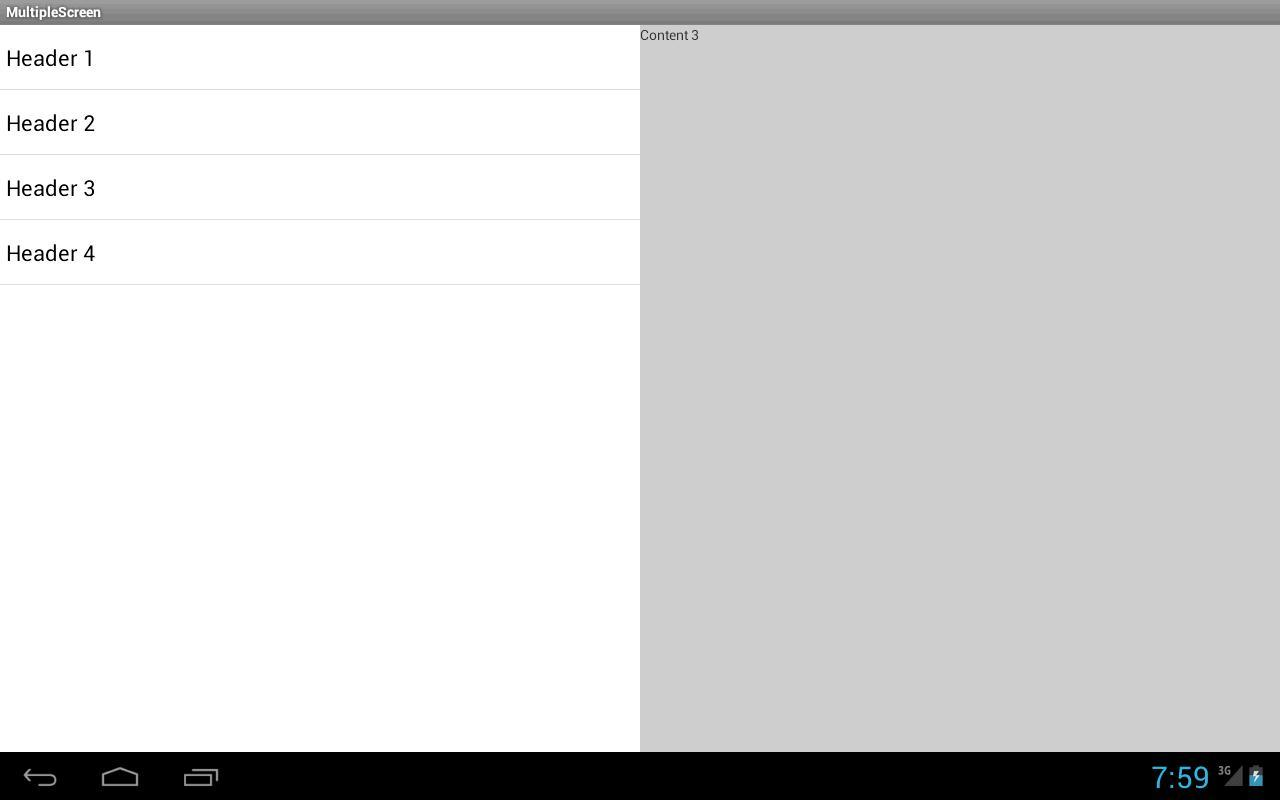 MultipleScreen
Header 1
Header 2
Header 3
Header 4
Content 3
7:59
3G